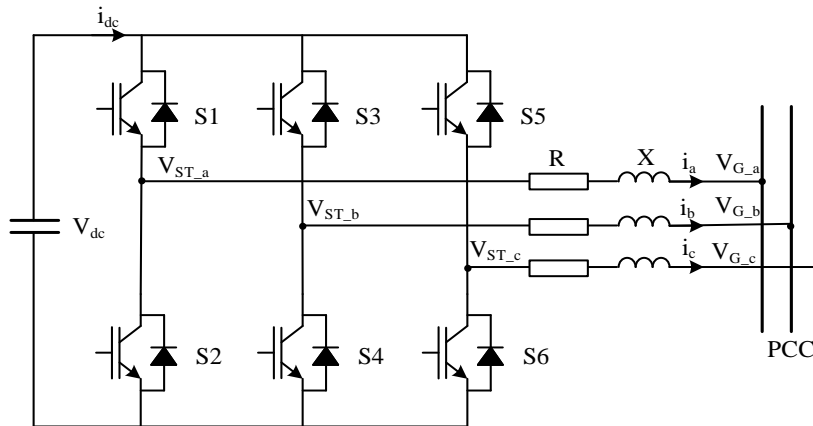 i_dc
S1
S3
S5
V_ST_a
R
X
i_a
V_G_a
V_ST_b
i_b
V_G_b
V_dc
V_ST_c
i_c
V_G_c
S2
S4
S6
PCC